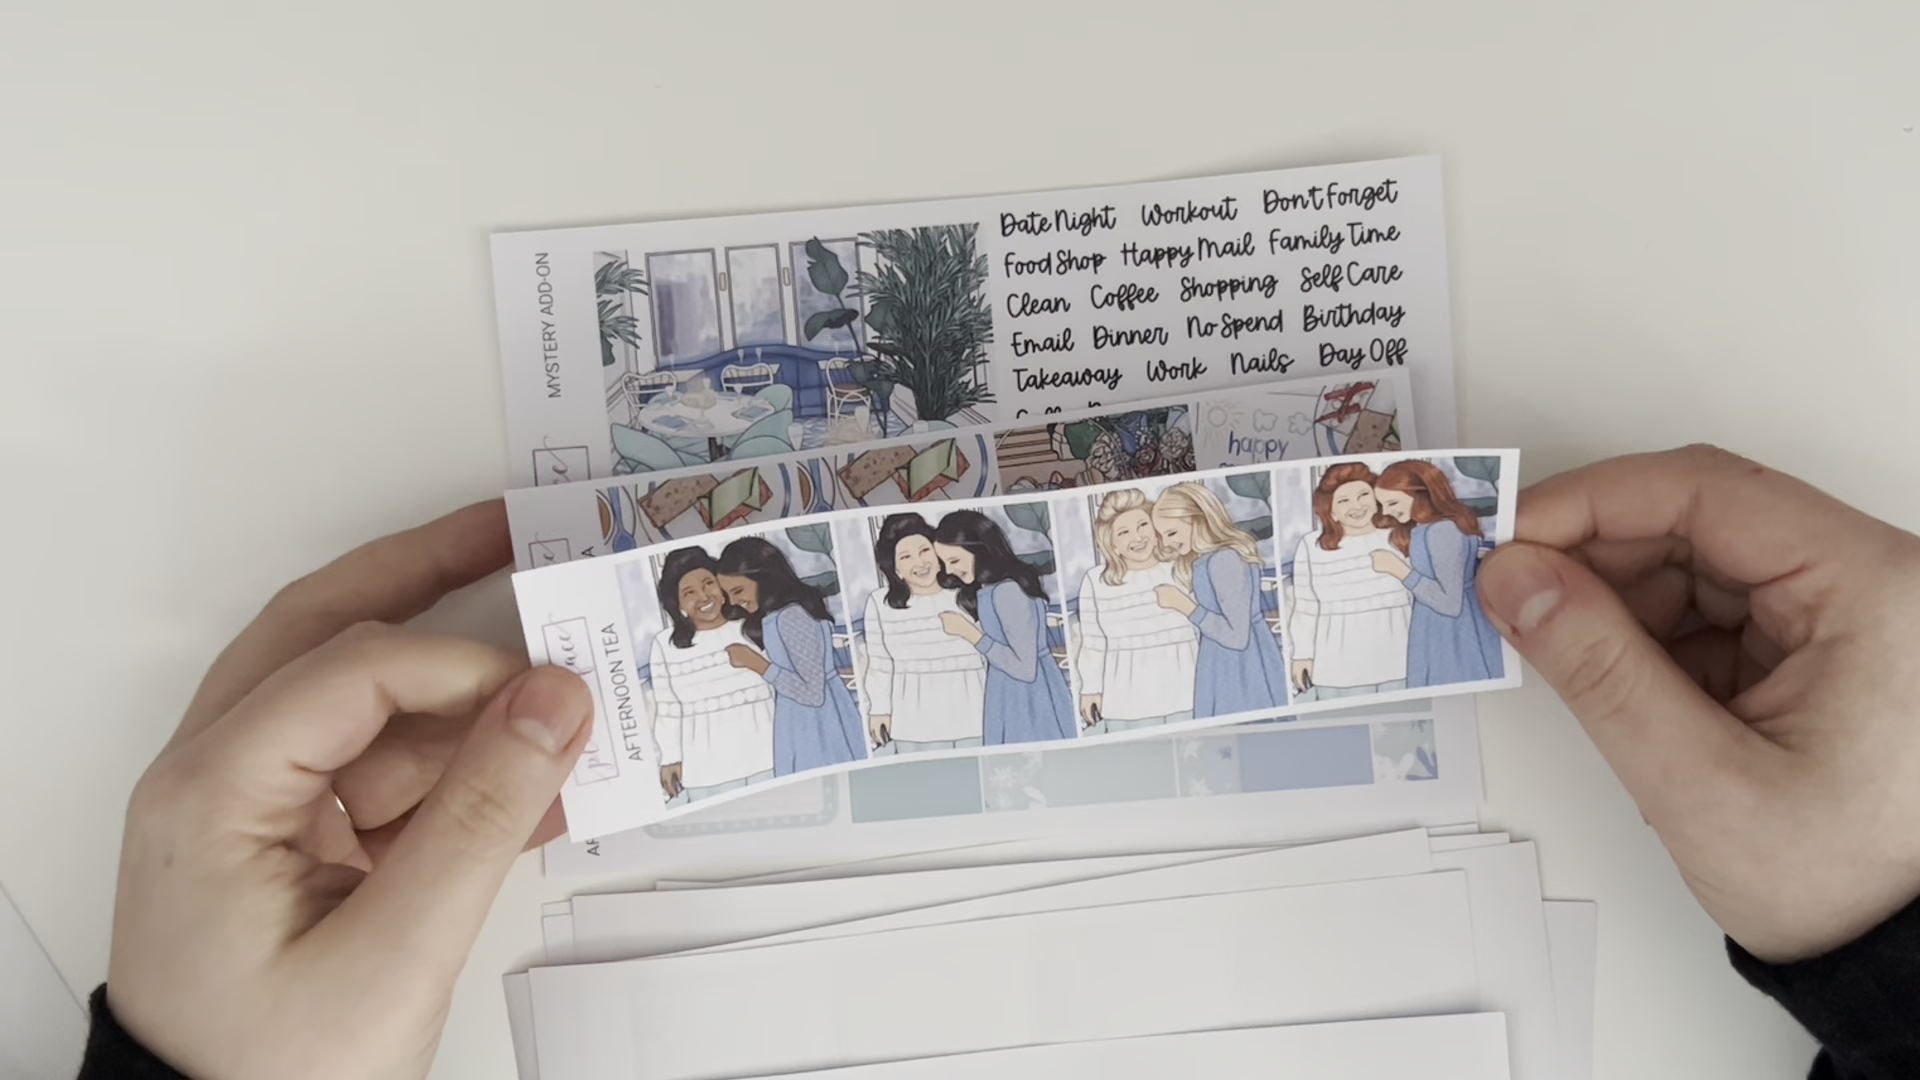 MYSTERY ADD-ON
Date Night Workout Don't Forget
Food Shop Happy Mail Family Time
Clean Coffee Shopping Self Care
Email Dinner No Spend Birthday
Takeaway Work Nails Day Off
happy
AFTERNOON TEA